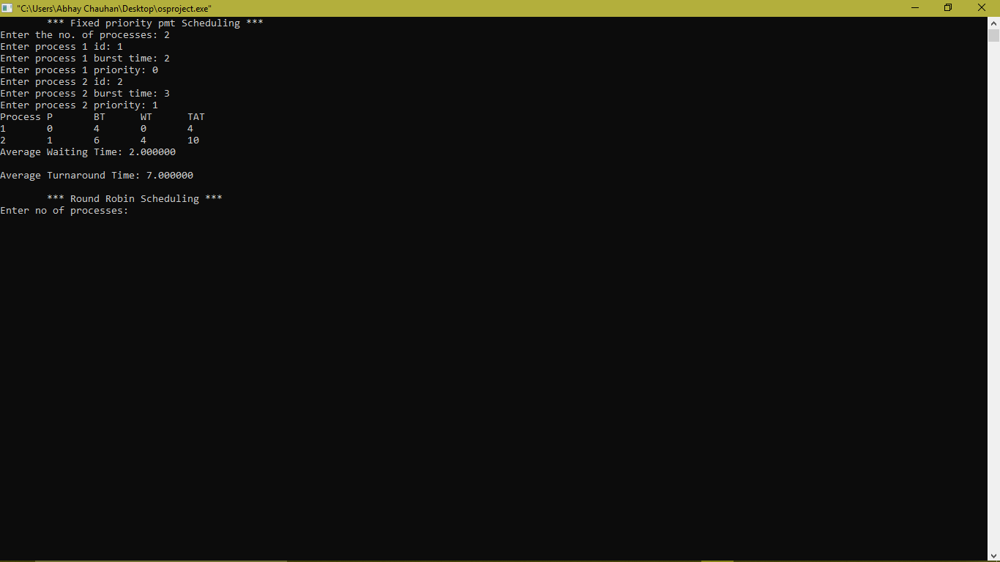 "C:\Users\Abhay Chauhan\Desktop\osproject.exe"
*** Fixed priority pmt Scheduling ***
Enter the no. of processes: 2
Enter process 1 id: 1
Enter process 1 burst time: 2
Enter process 1 priority: 0
Enter process 2 id: 2
Enter process 2 burst time: 3
Enter process 2 priority: 1
Process P BT WT TAT
1 0 4 0 4
2 1 6 4 10
Average Waiting Time: 2.000000
Average Turnaround Time: 7.000000
*** Round Robin Scheduling ***
Enter no of processes: